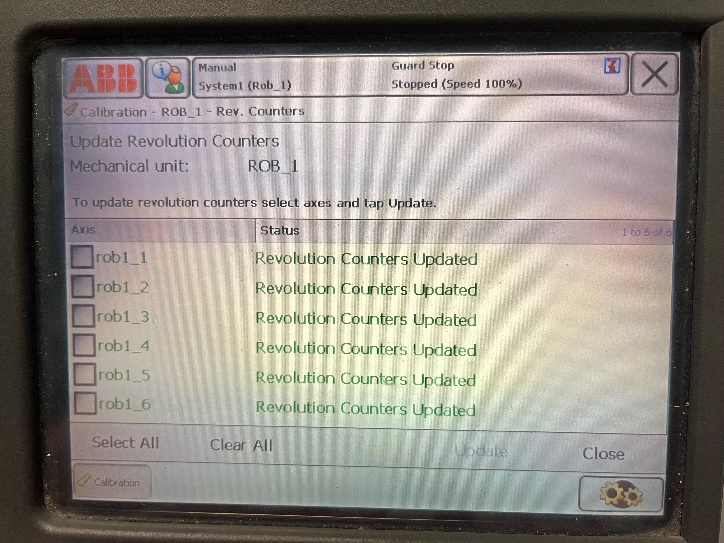 ABB
Manual
System1 (Rob_1)
Guard Stop
Stopped (Speed 100%)
Calibration - ROB_1 - Rev. Counters
Update Revolution Counters
Mechanical unit: ROB_1
To update revolution counters select axes and tap Update.
Axis Status 1 to 6 of 6
rob1_1 Revolution Counters Updated
rob1_2 Revolution Counters Updated
rob1_3 Revolution Counters Updated
rob1_4 Revolution Counters Updated
rob1_5 Revolution Counters Updated
rob1_6 Revolution Counters Updated
Select All Clear All Update Close
Calibration